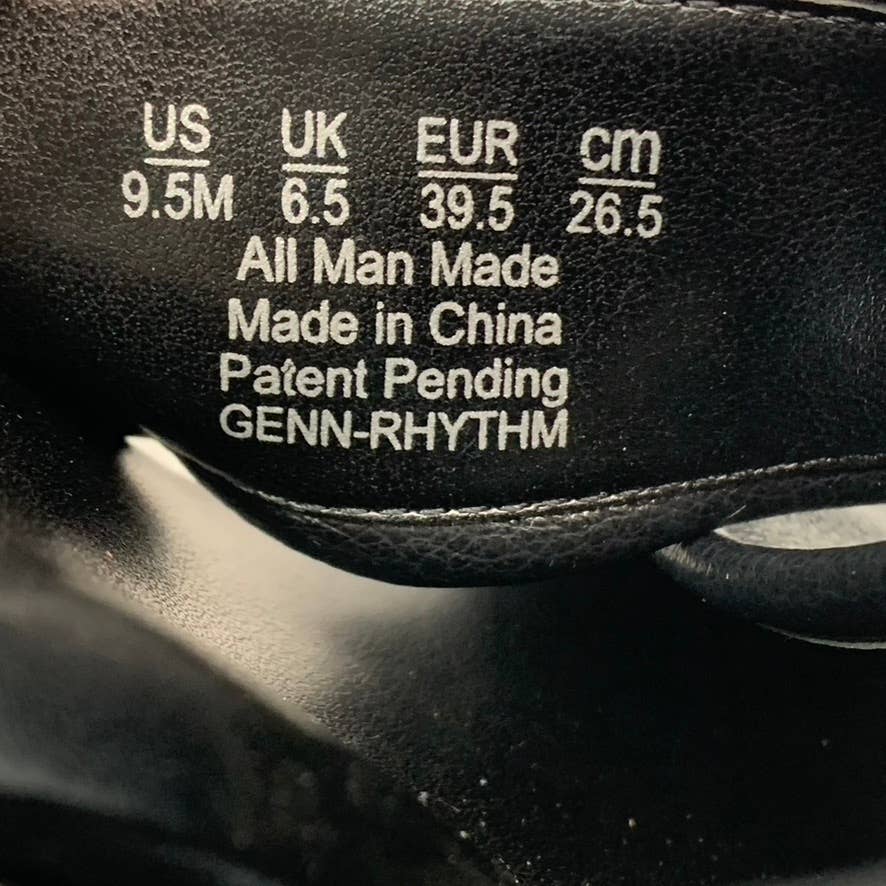 US UK EUR cm
9.5M 6.5 39.5 26.5
All Man Made
Made in China
Patent Pending
GENN-RHYTHM